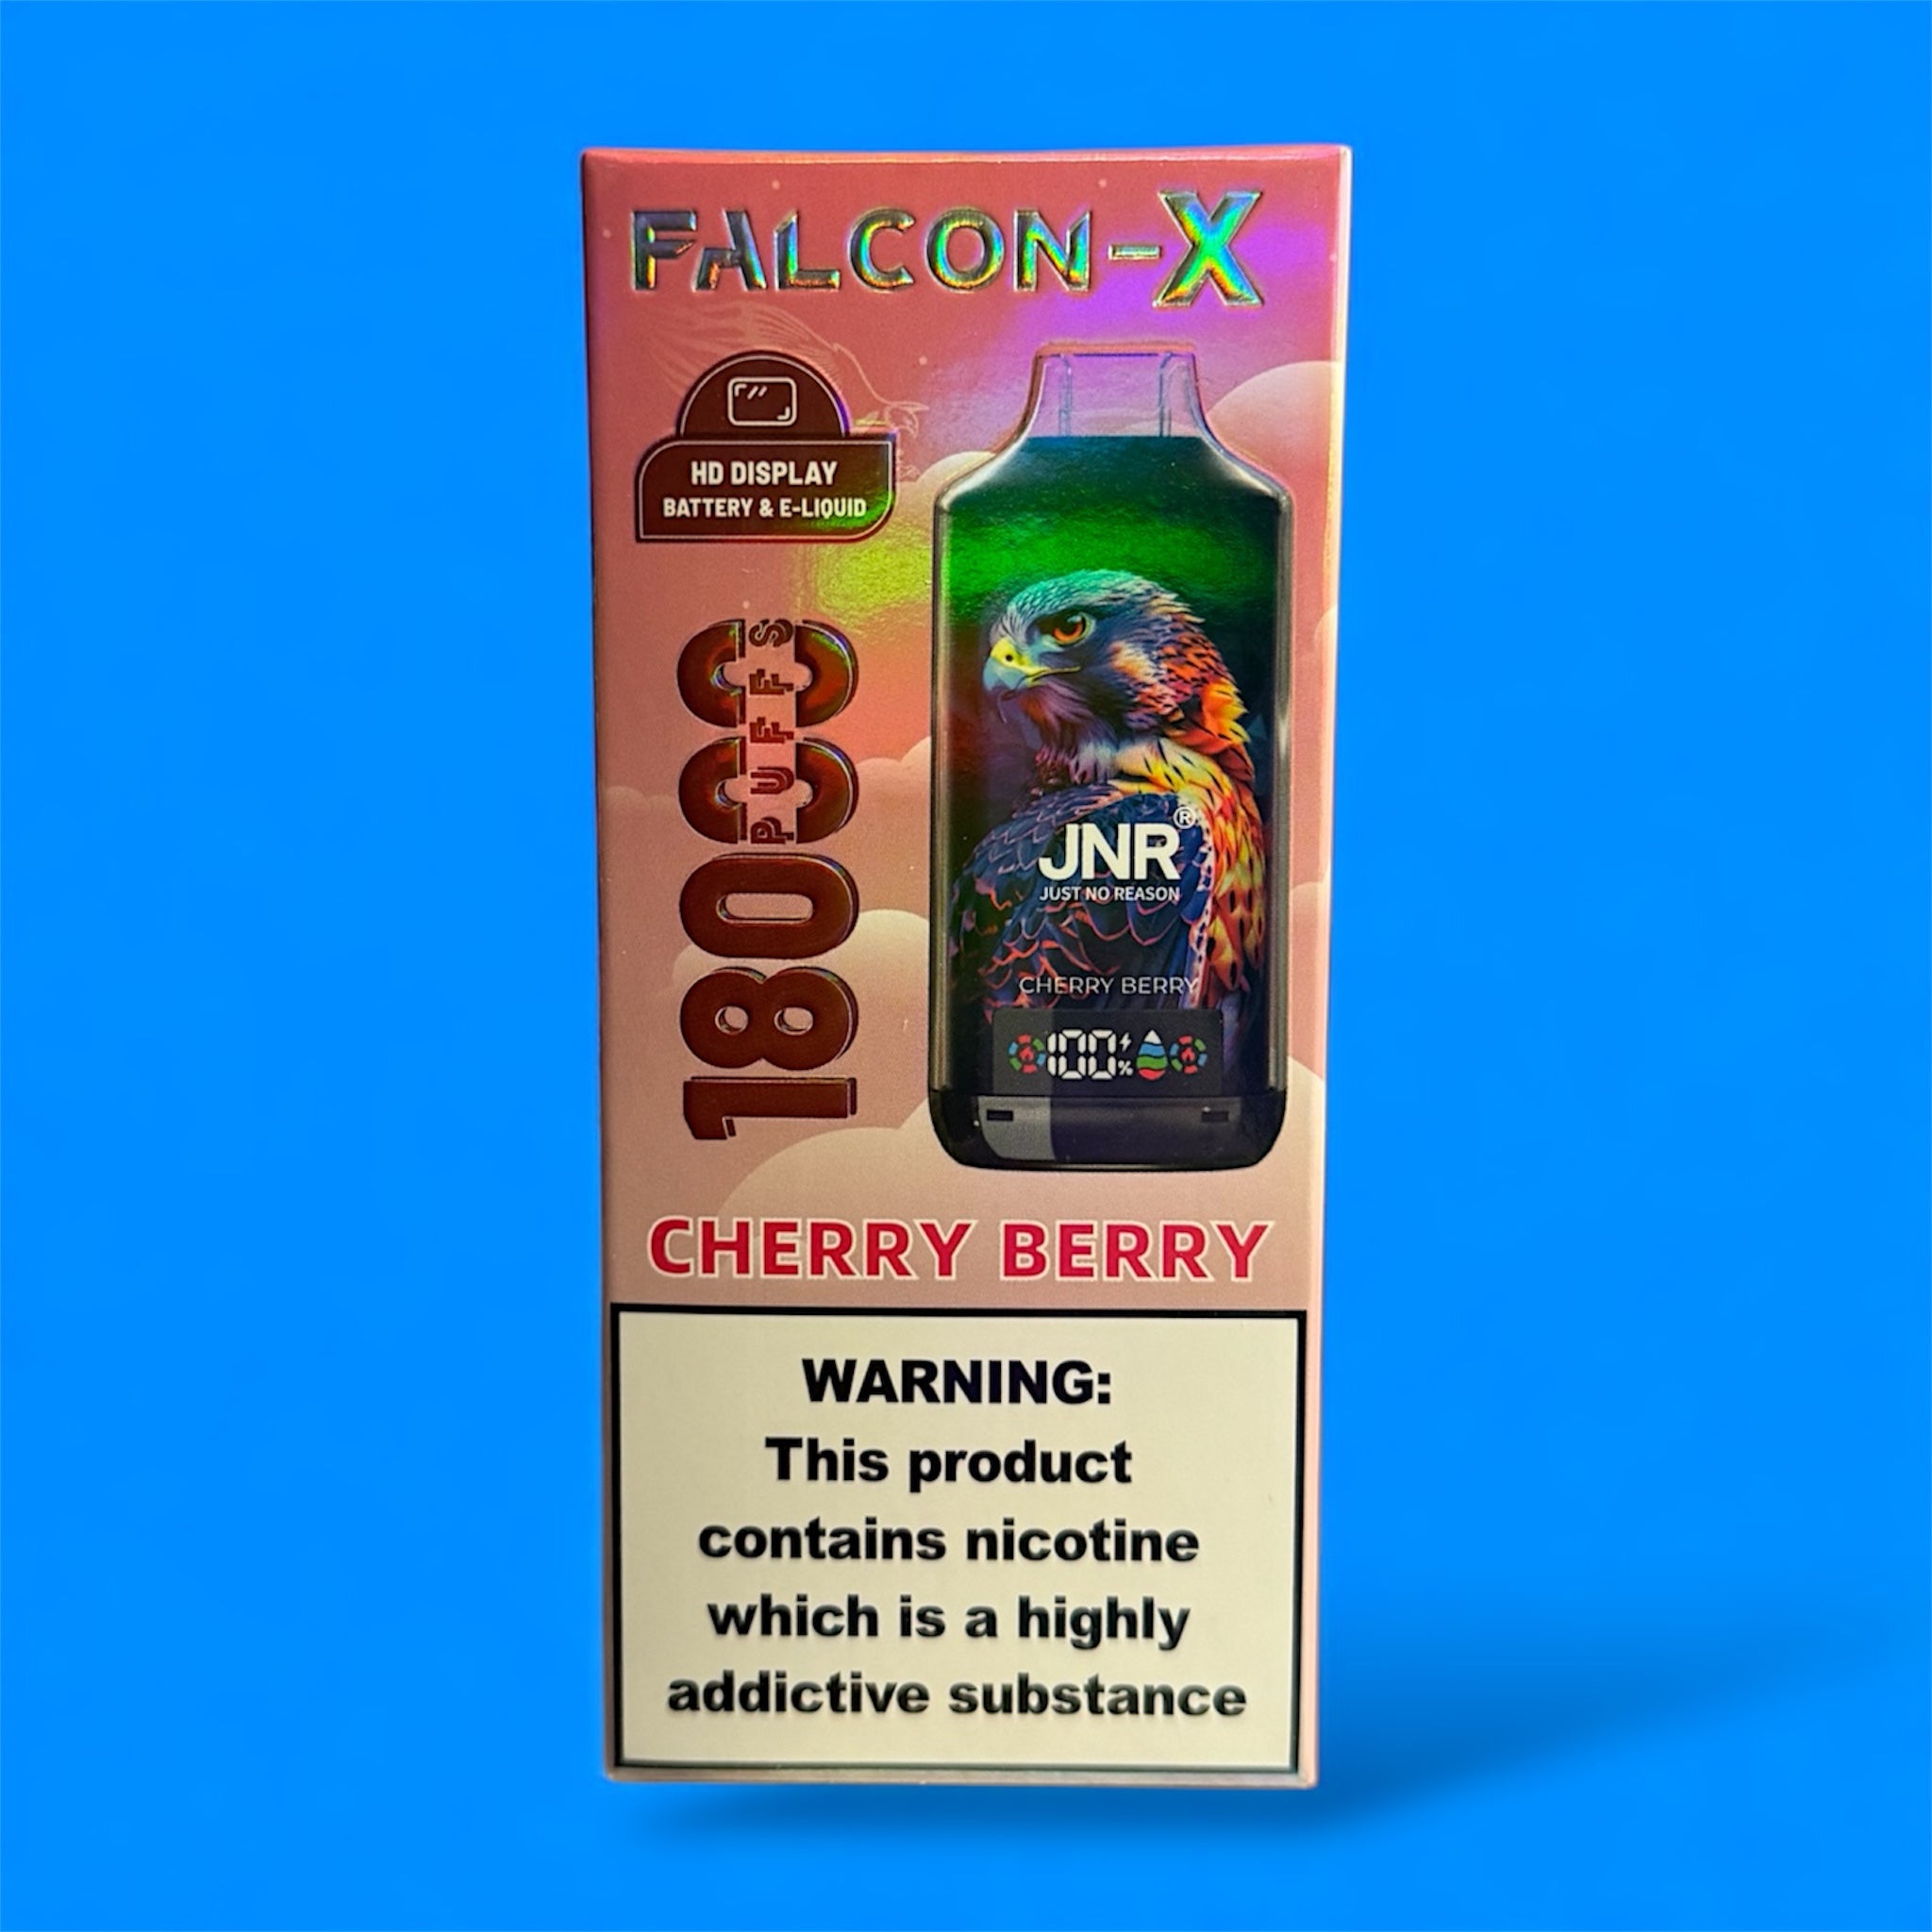 FALCON-X
HD DISPLAY
BATTERY & E-LIQUID
18000
PUFFS
JNR®
JUST NO REASON
CHERRY BERRY
100%
CHERRY BERRY
WARNING:
This product
contains nicotine
which is a highly
addictive substance